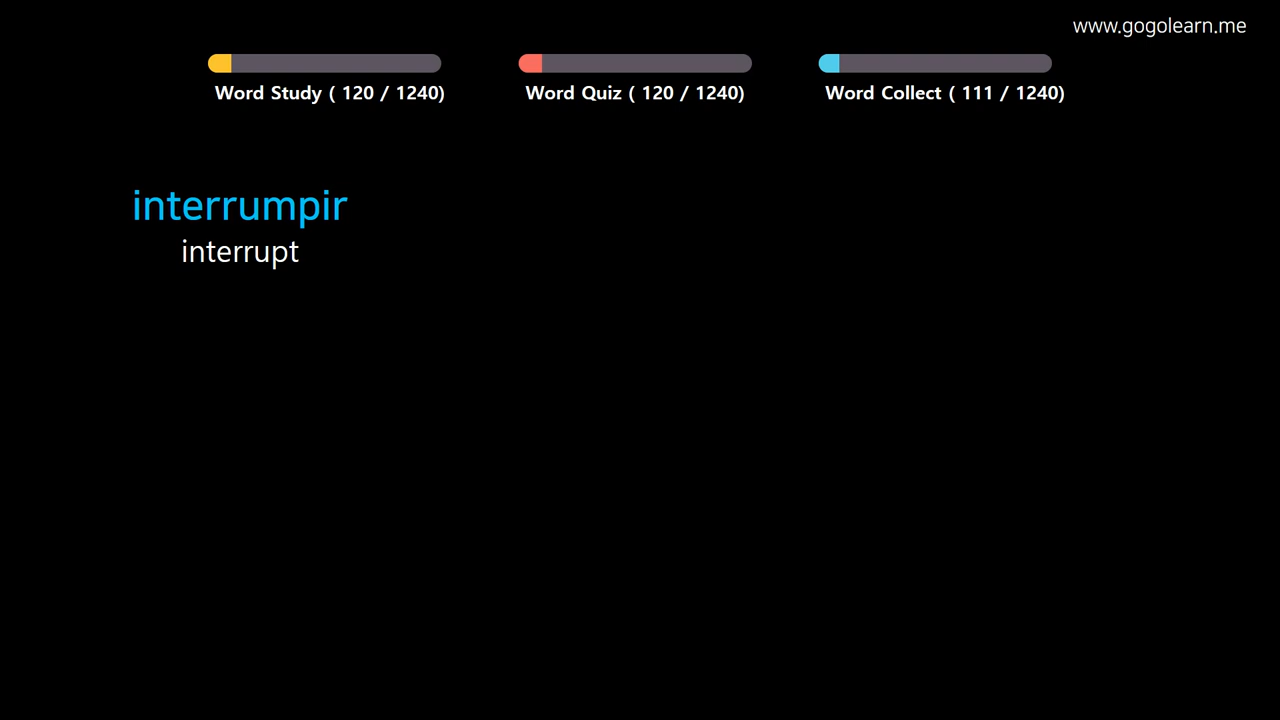 www.gogolearn.me
Word Study ( 120 / 1240)
Word Quiz ( 120 / 1240)
Word Collect ( 111 / 1240)
interrumpir
interrupt